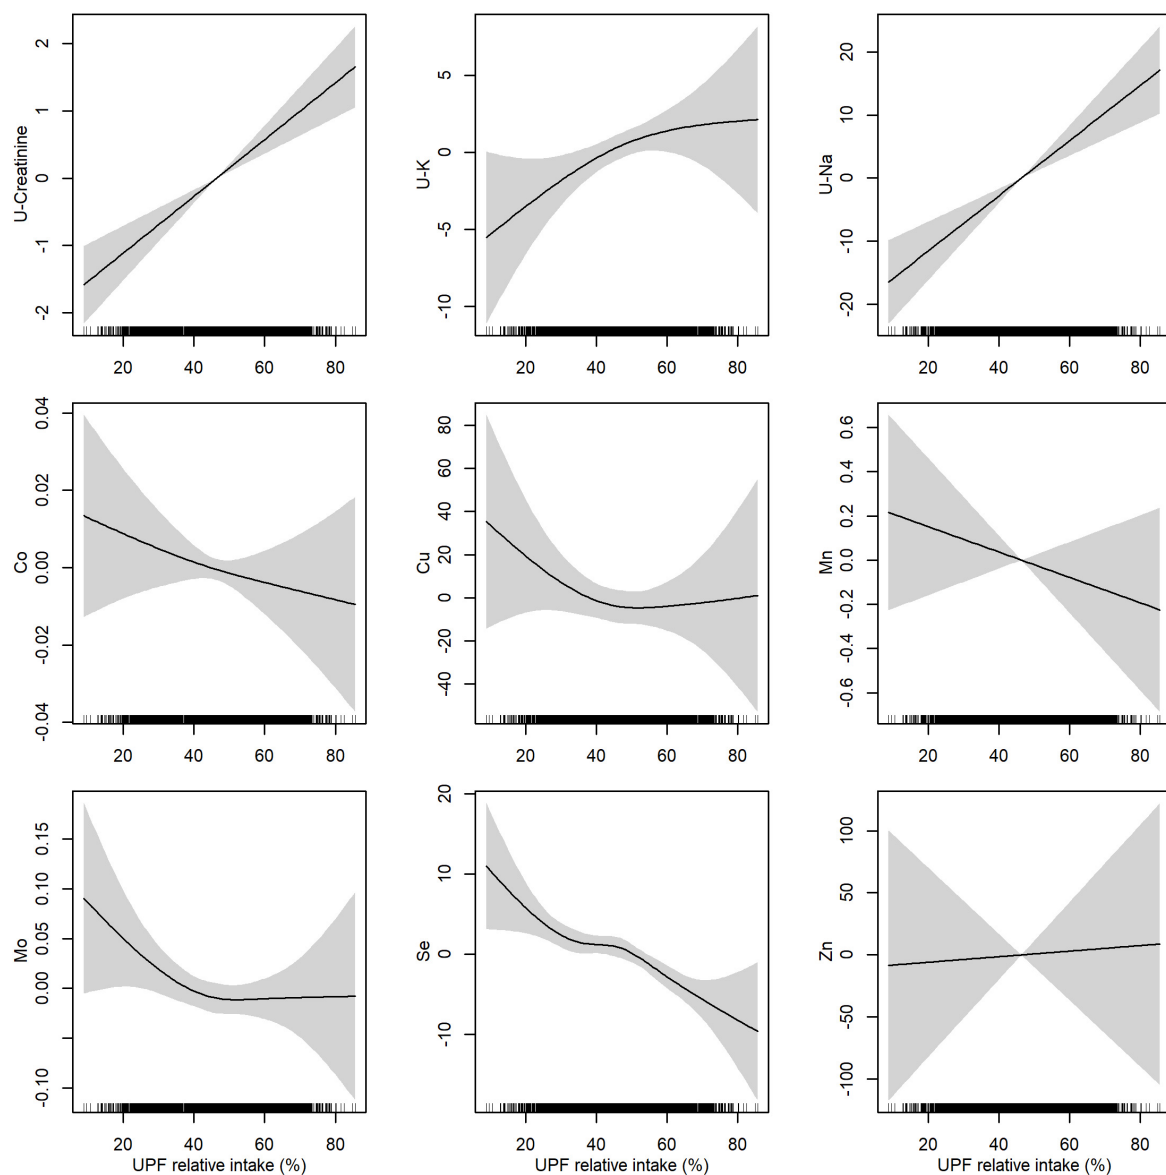 U-Creatinine
2
1
0
-1
-2
20 40 60 80
U-K
5
0
-5
-10
20 40 60 80
U-Na
20
10
0
-10
-20
20 40 60 80
Co
0.04
0.02
0.00
-0.02
-0.04
20 40 60 80
Cu
80
60
40
20
0
-20
-40
20 40 60 80
Mn
0.6
0.4
0.2
0.0
-0.2
-0.4
-0.6
20 40 60 80
Mo
0.15
0.10
0.05
0.00
-0.10
20 40 60 80
UPF relative intake (%)
Se
20
10
0
-10
20 40 60 80
UPF relative intake (%)
Zn
100
50
0
-50
-100
20 40 60 80
UPF relative intake (%)